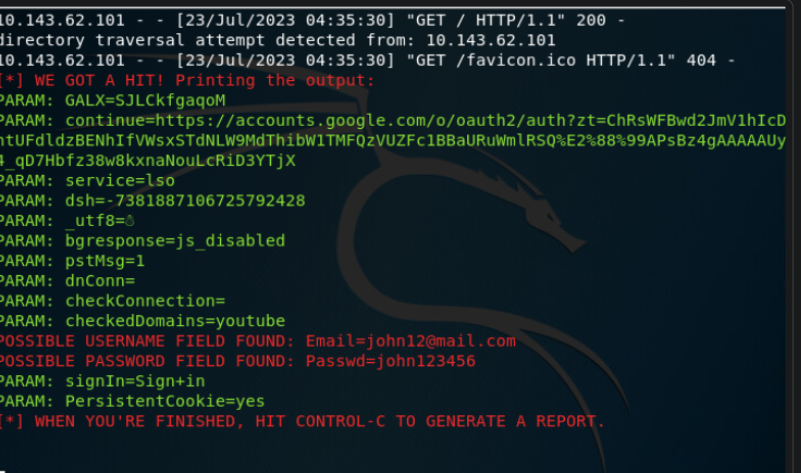 10.143.62.101 - - [23/Jul/2023 04:35:30] "GET / HTTP/1.1" 200 -
directory traversal attempt detected from: 10.143.62.101
10.143.62.101 - - [23/Jul/2023 04:35:30] "GET /favicon.ico HTTP/1.1" 404 -
[*] WE GOT A HIT! Printing the output:
PARAM: GALX=SJLCkfgaqoM
PARAM: continue=https://accounts.google.com/o/oauth2/auth?zt=ChRsWFBwd2JmV1hIcD
htUFdldzBENhIfVWsxSTdNLW9MdThibW1TMFQzVUZFc1BBaURuWmlRSQ%E2%88%99APsBz4gAAAAAUy
4_qD7Hbfz38w8kxnaNouLcRiD3YTjX
PARAM: service=lso
PARAM: dsh=-7381887106725792428
PARAM: _utf8=☃
PARAM: bgresponse=js_disabled
PARAM: pstMsg=1
PARAM: dnConn=
PARAM: checkConnection=
PARAM: checkedDomains=youtube
POSSIBLE USERNAME FIELD FOUND: Email=john12@mail.com
POSSIBLE PASSWORD FIELD FOUND: Passwd=john123456
PARAM: signIn=Sign+in
PARAM: PersistentCookie=yes
[*] WHEN YOU'RE FINISHED, HIT CONTROL-C TO GENERATE A REPORT.